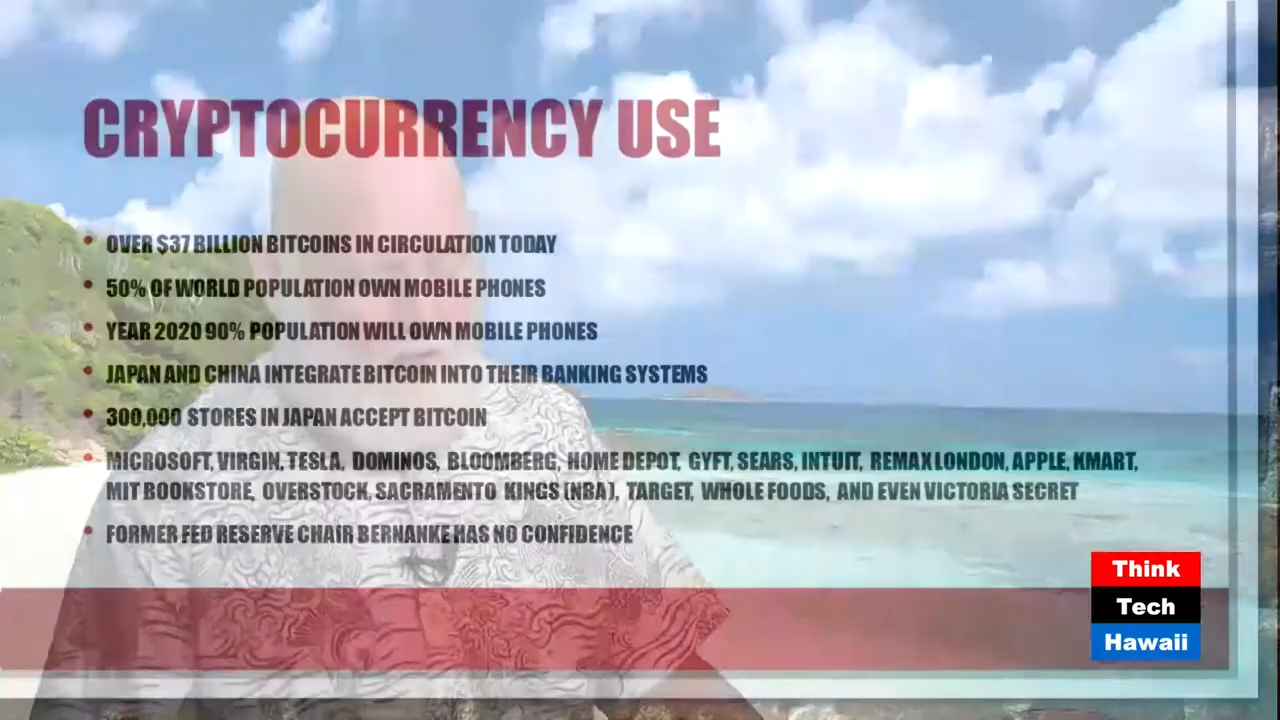 CRYPTOCURRENCY USE
• OVER $37 BILLION BITCOINS IN CIRCULATION TODAY
• 50% OF WORLD POPULATION OWN MOBILE PHONES
• YEAR 2020 90% POPULATION WILL OWN MOBILE PHONES
• JAPAN AND CHINA INTEGRATE BITCOIN INTO THEIR BANKING SYSTEMS
• 300,000 STORES IN JAPAN ACCEPT BITCOIN
• MICROSOFT, VIRGIN, TESLA, DOMINOS, BLOOMBERG, HOME DEPOT, GYFT, SEARS, INTUIT, REMAX LONDON, APPLE, KMART,
MIT BOOKSTORE, OVERSTOCK, SACRAMENTO KINGS (NBA), TARGET, WHOLE FOODS, AND EVEN VICTORIA SECRET
• FORMER FED RESERVE CHAIR BERNANKE HAS NO CONFIDENCE
Think
Tech
Hawaii